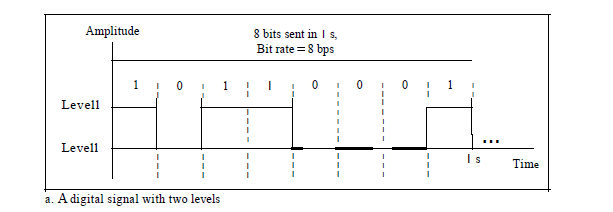 Amplitude
8 bits sent in 1 s,
Bit rate = 8 bps
1 0 1 1 0 0 0 1
Level1
Level1
...
1 s
Time
a. A digital signal with two levels